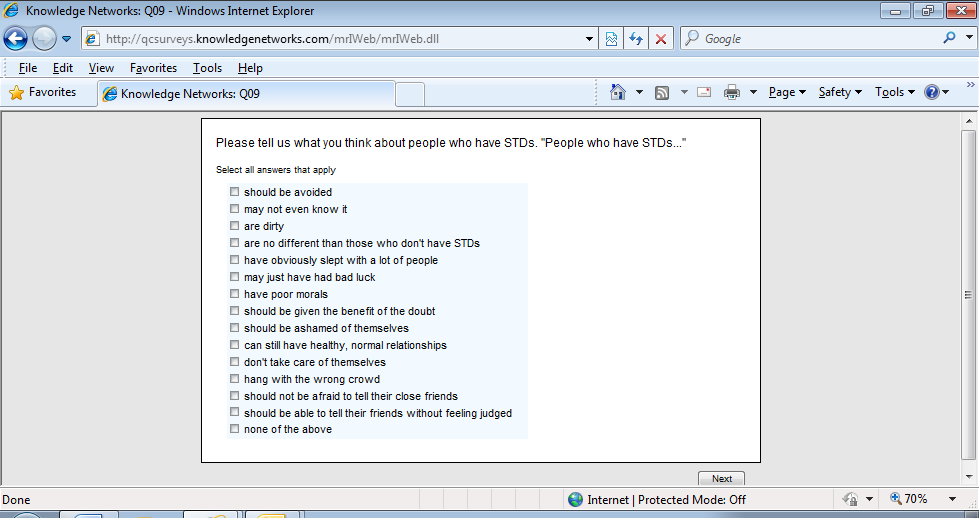 Knowledge Networks: Q09 - Windows Internet Explorer
http://qcsurveys.knowledgenetworks.com/mrIWeb/mrIWeb.dll
Google
File Edit View Favorites Tools Help
Favorites Knowledge Networks: Q09 Page Safety Tools
Please tell us what you think about people who have STDs. "People who have STDs..."
Select all answers that apply
should be avoided
may not even know it
are dirty
are no different than those who don't have STDs
have obviously slept with a lot of people
may just have had bad luck
have poor morals
should be given the benefit of the doubt
should be ashamed of themselves
can still have healthy, normal relationships
don't take care of themselves
hang with the wrong crowd
should not be afraid to tell their close friends
should be able to tell their friends without feeling judged
none of the above
Next
Done Internet | Protected Mode: Off 70%